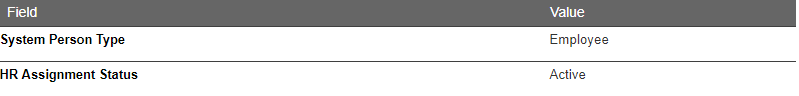 Field Value
System Person Type Employee
HR Assignment Status Active